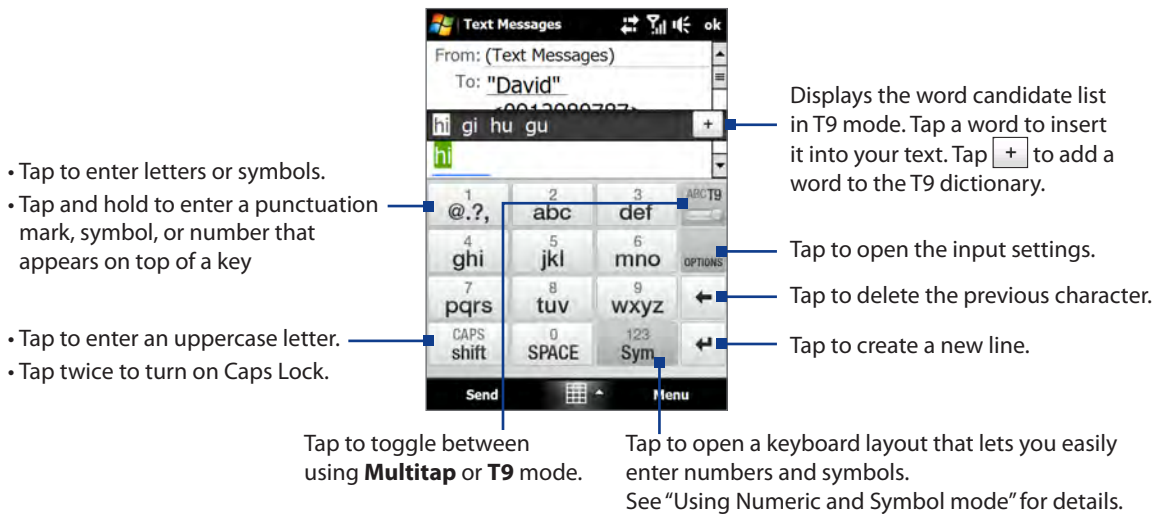 Text Messages ok
From: (Text Messages)
To: "David"
hi gi hu gu +
hi
1 2 3 ABC T9
@.?, abc def
4 5 6
ghi jkl mno OPTIONS
7 8 9
pqrs tuv wxyz
CAPS 0 123
shift SPACE Sym
Send Menu
• Tap to enter letters or symbols.
• Tap and hold to enter a punctuation
mark, symbol, or number that
appears on top of a key
• Tap to enter an uppercase letter.
• Tap twice to turn on Caps Lock.
Displays the word candidate list
in T9 mode. Tap a word to insert
it into your text. Tap + to add a
word to the T9 dictionary.
Tap to open the input settings.
Tap to delete the previous character.
Tap to create a new line.
Tap to toggle between
using Multitap or T9 mode.
Tap to open a keyboard layout that lets you easily
enter numbers and symbols.
See “Using Numeric and Symbol mode” for details.